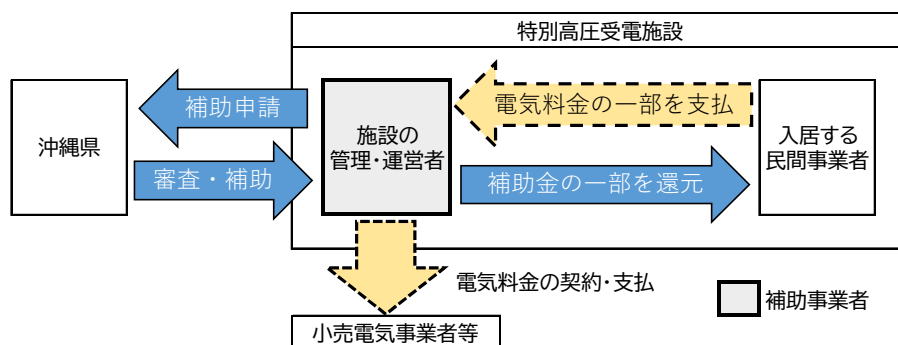 特別高圧受電施設
補助申請
電気料金の一部を支払
沖縄県
施設の
管理・運営者
入居する
民間事業者
審査・補助
補助金の一部を還元
電気料金の契約・支払
補助事業者
小売電気事業者等